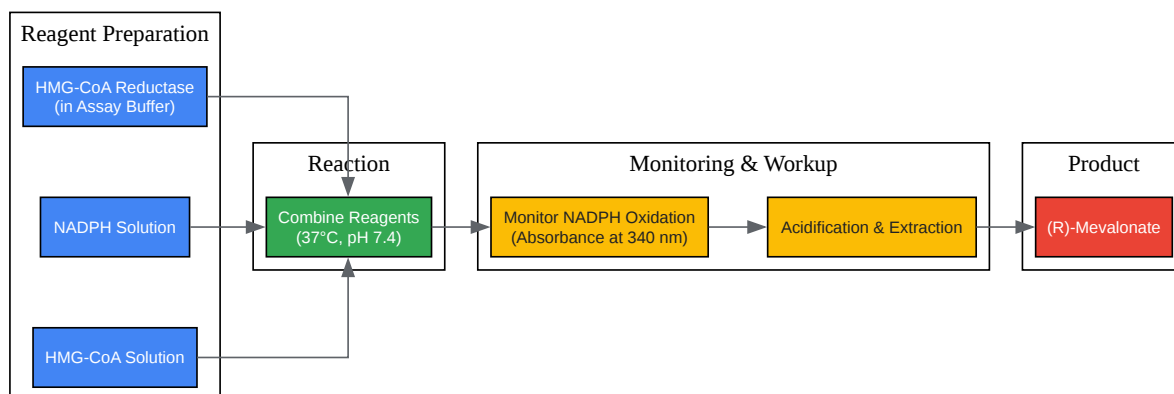 Reagent Preparation
HMG-CoA Reductase
(in Assay Buffer)
NADPH Solution
HMG-CoA Solution
Reaction
Combine Reagents
(37°C, pH 7.4)
Monitoring & Workup
Monitor NADPH Oxidation
(Absorbance at 340 nm)
Acidification & Extraction
Product
(R)-Mevalonate